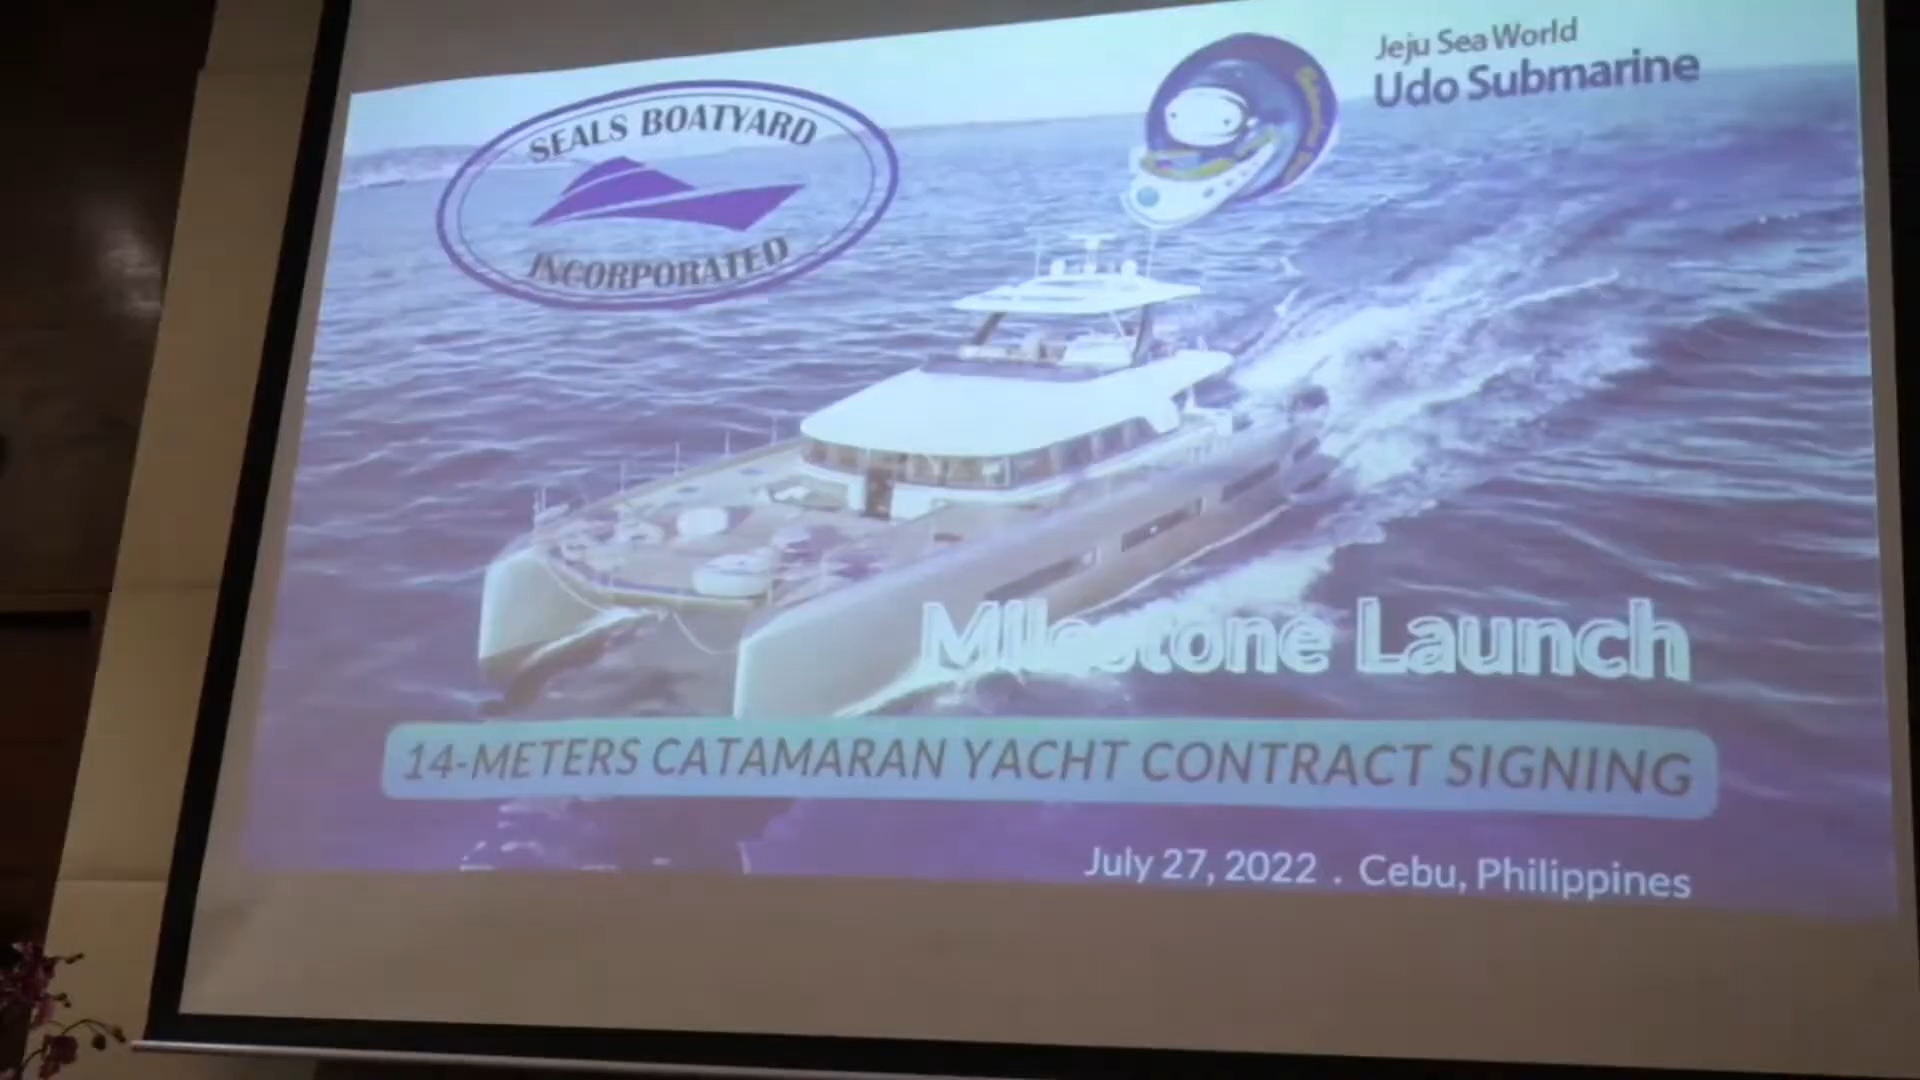 SEALS BOATYARD
INCORPORATED
Jeju Sea World
Udo Submarine
Milestone Launch
14-METERS CATAMARAN YACHT CONTRACT SIGNING
July 27, 2022 . Cebu, Philippines